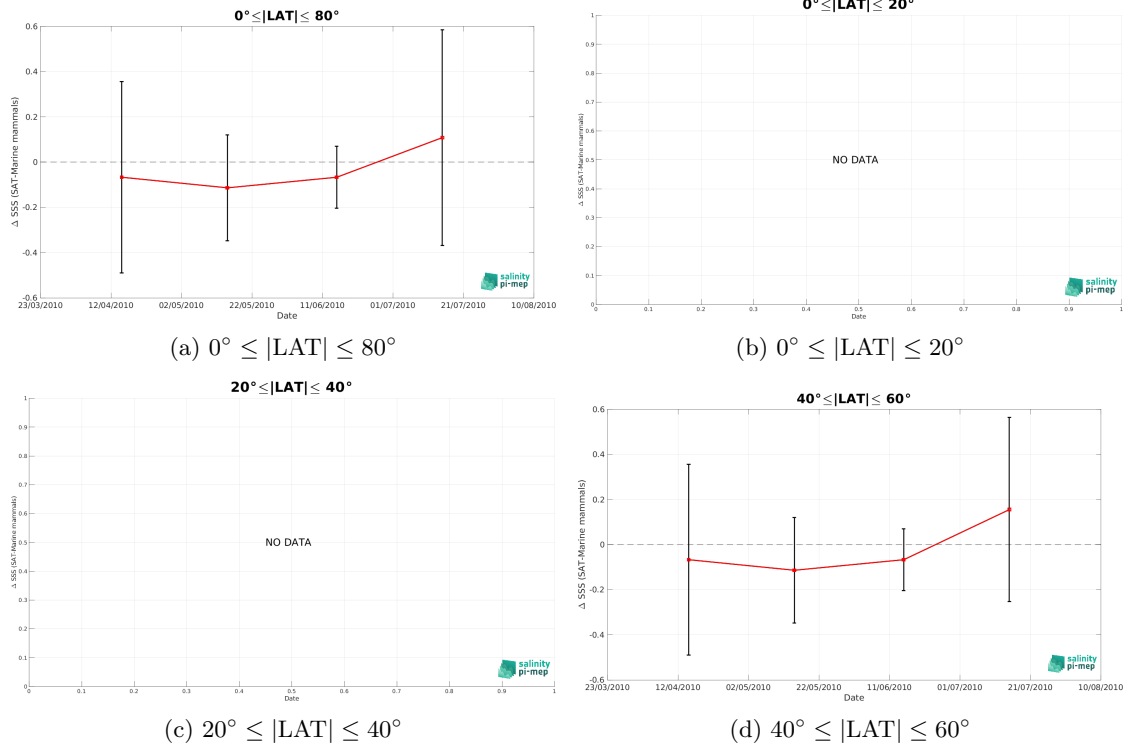 0°≤|LAT|≤ 80°
0.6
0.4
0.2
0
-0.2
-0.4
-0.6
Δ SSS (SAT-Marine mammals)
23/03/2010 12/04/2010 02/05/2010 22/05/2010 11/06/2010 01/07/2010 21/07/2010 10/08/2010
Date
salinity
pi-mep
(a) 0° ≤ |LAT| ≤ 80°
0°≤|LAT|≤ 20°
1
0.9
0.8
0.7
0.6
0.5
0.4
0.3
0.2
0.1
0
Δ SSS (SAT-Marine mammals)
NO DATA
0 0.1 0.2 0.3 0.4 0.5 0.6 0.7 0.8 0.9 1
Date
salinity
pi-mep
(b) 0° ≤ |LAT| ≤ 20°
20°≤|LAT|≤ 40°
1
0.9
0.8
0.7
0.6
0.5
0.4
0.3
0.2
0.1
0
Δ SSS (SAT-Marine mammals)
NO DATA
0 0.1 0.2 0.3 0.4 0.5 0.6 0.7 0.8 0.9 1
Date
salinity
pi-mep
(c) 20° ≤ |LAT| ≤ 40°
40°≤|LAT|≤ 60°
0.6
0.4
0.2
0
-0.2
-0.4
-0.6
Δ SSS (SAT-Marine mammals)
23/03/2010 12/04/2010 02/05/2010 22/05/2010 11/06/2010 01/07/2010 21/07/2010 10/08/2010
Date
salinity
pi-mep
(d) 40° ≤ |LAT| ≤ 60°